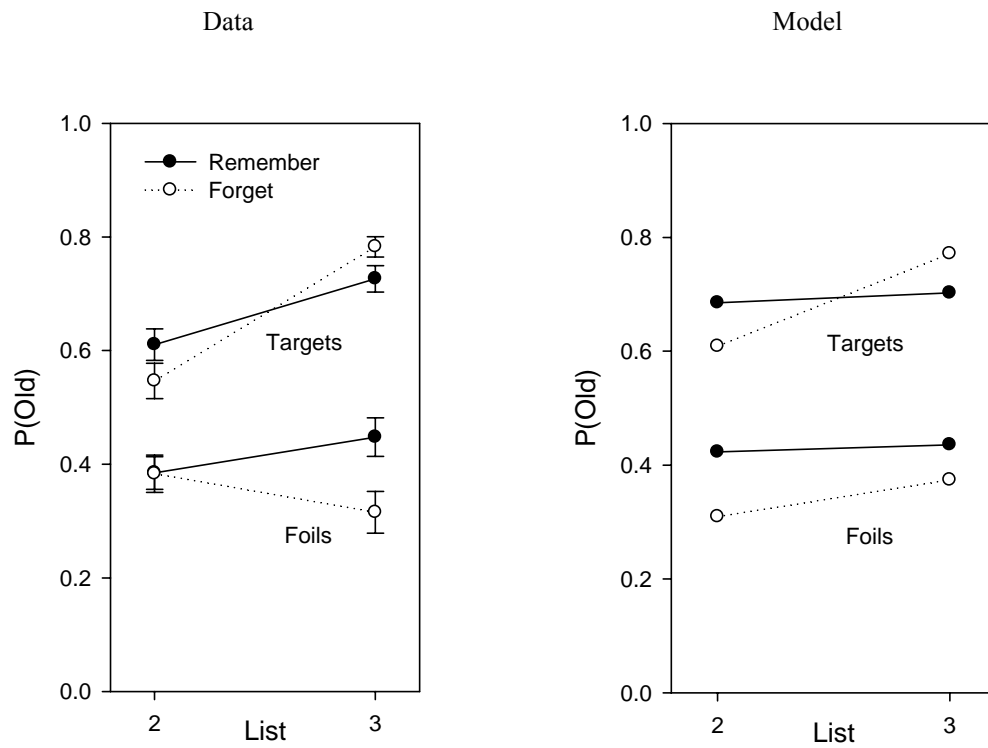 Data
1.0
Remember
Forget
0.8
Targets
0.6
P(Old)
0.4
Foils
0.2
0.0
2
3
List
Model
1.0
0.8
Targets
0.6
P(Old)
0.4
Foils
0.2
0.0
2
3
List